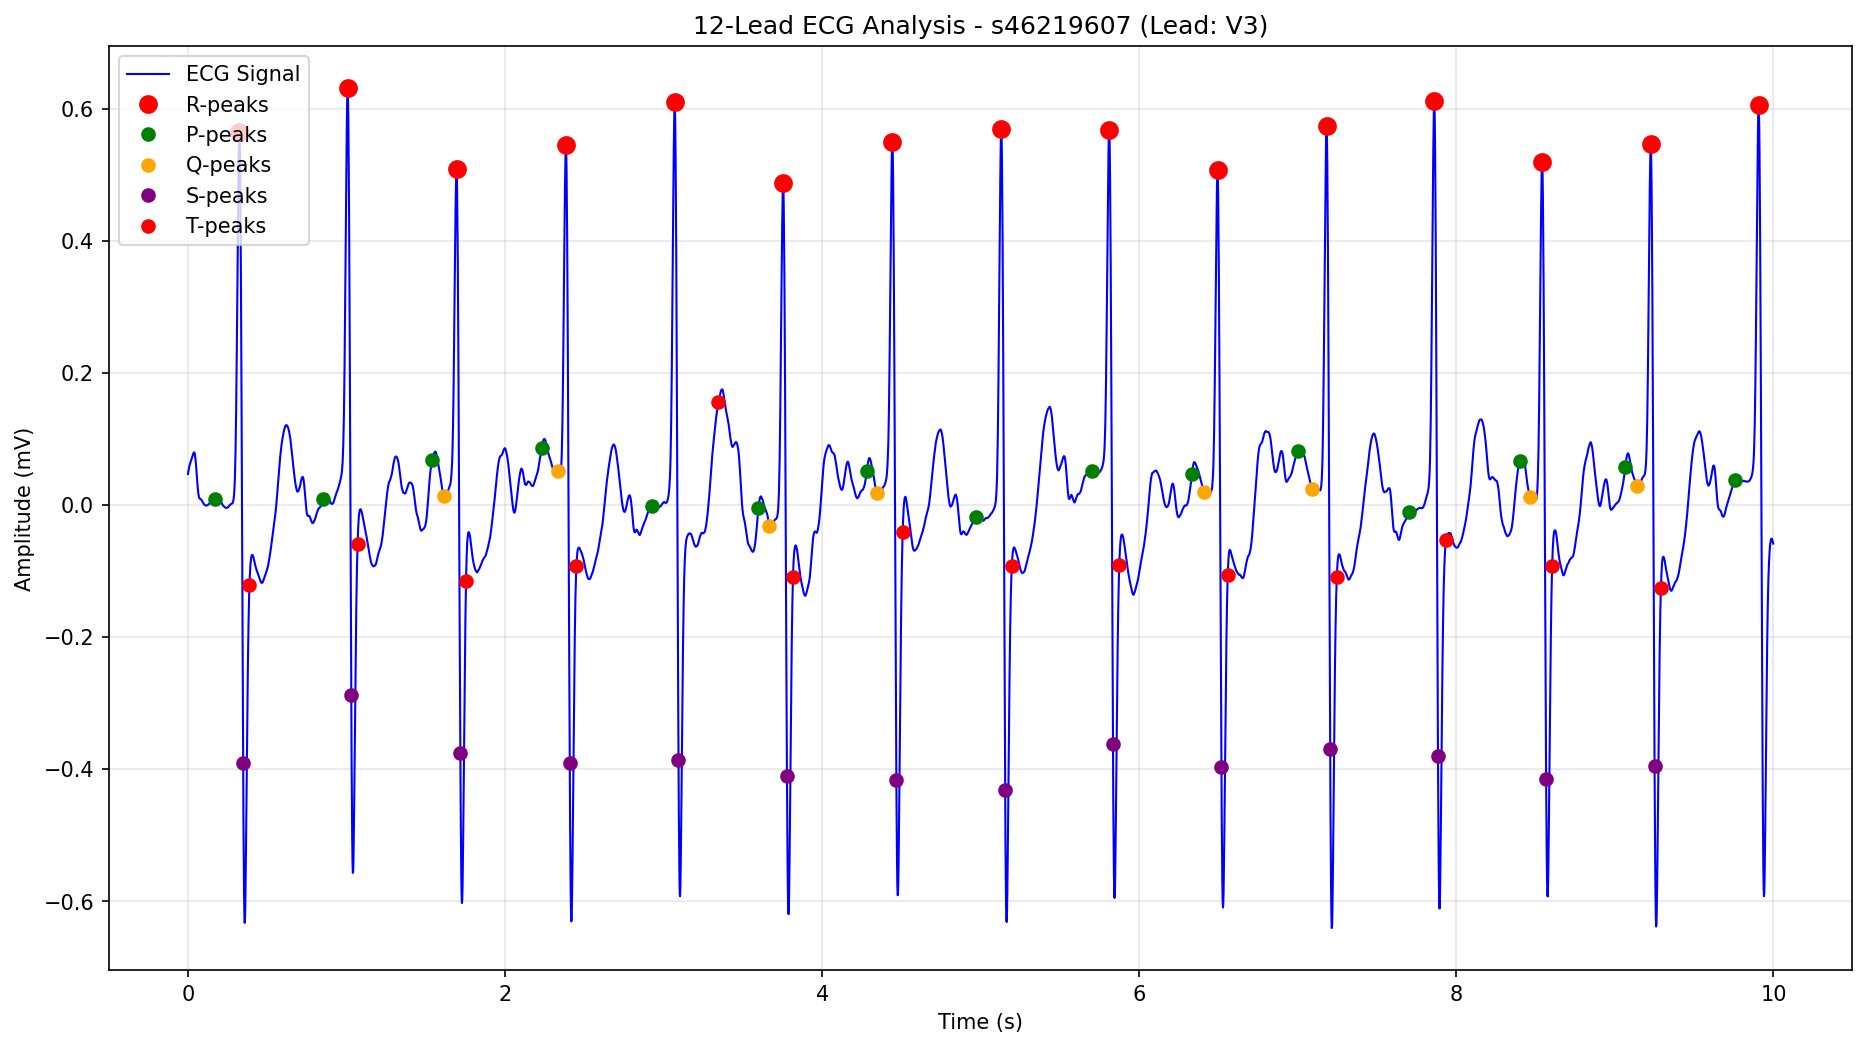 12-Lead ECG Analysis - s46219607 (Lead: V3)
ECG Signal
R-peaks
P-peaks
Q-peaks
S-peaks
T-peaks
Amplitude (mV)
0.6
0.4
0.2
0.0
−0.2
−0.4
−0.6
0 2 4 6 8 10
Time (s)